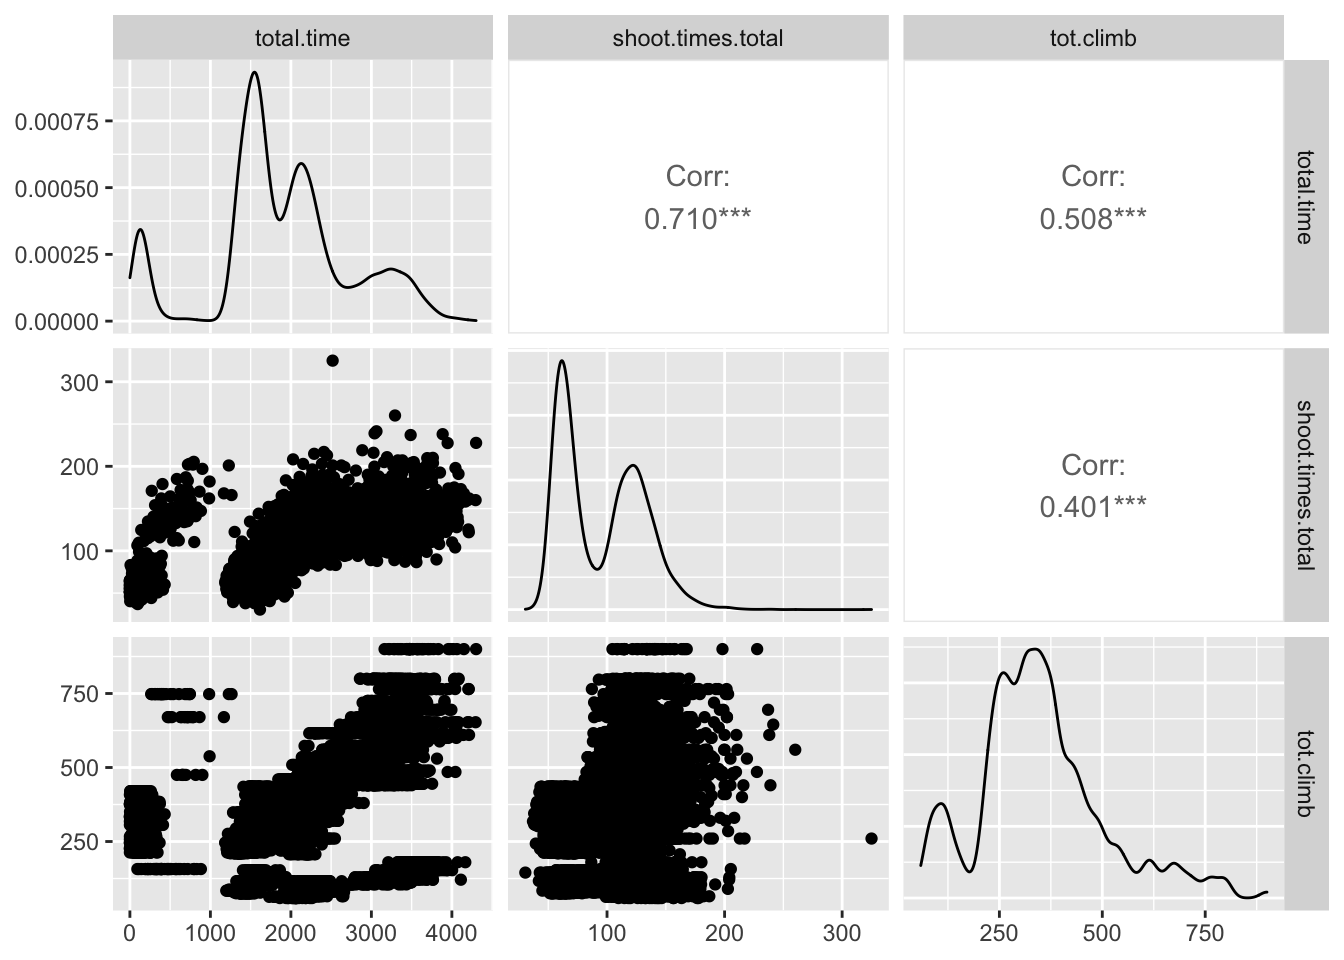 total.time shoot.times.total tot.climb
0.00075
0.00050
0.00025
0.00000
Corr:
0.710***
Corr:
0.508***
total.time
300
200
100
Corr:
0.401***
shoot.times.total
750
500
250
tot.climb
0 1000 2000 3000 4000 100 200 300 250 500 750